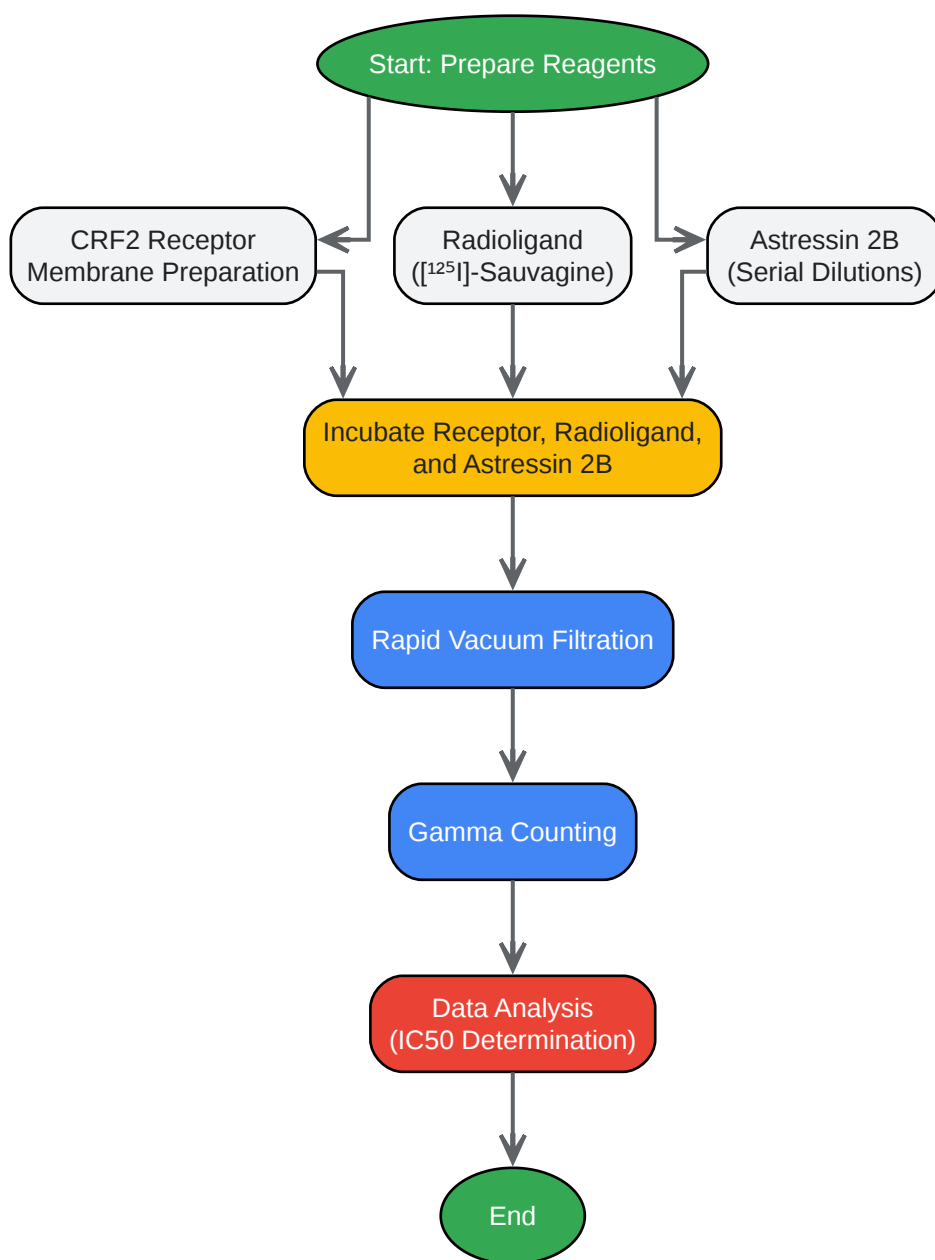 Start: Prepare Reagents
CRF2 Receptor
Membrane Preparation
Radioligand
([¹²⁵I]-Sauvagine)
Astressin 2B
(Serial Dilutions)
Incubate Receptor, Radioligand,
and Astressin 2B
Rapid Vacuum Filtration
Gamma Counting
Data Analysis
(IC50 Determination)
End